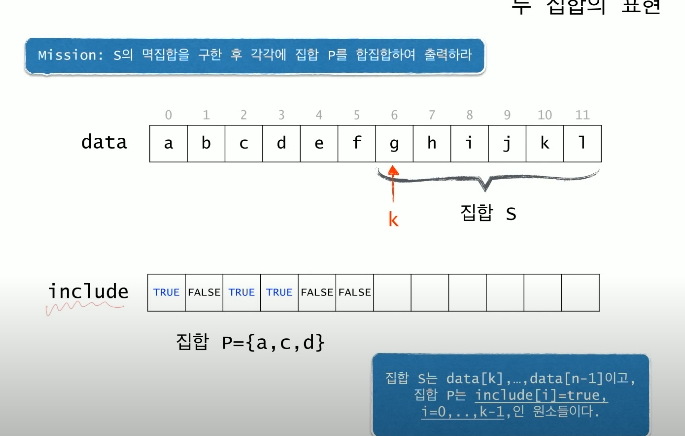 두 집합의 표현
Mission: S의 멱집합을 구한 후 각각에 집합 P를 합집합하여 출력하라
0 1 2 3 4 5 6 7 8 9 10 11
data a b c d e f g h i j k l
k
집합 S
include TRUE FALSE TRUE TRUE FALSE FALSE
집합 P={a,c,d}
집합 S는 data[k],…,data[n-1]이고,
집합 P는 include[i]=true,
i=0,..,k-1,인 원소들이다.